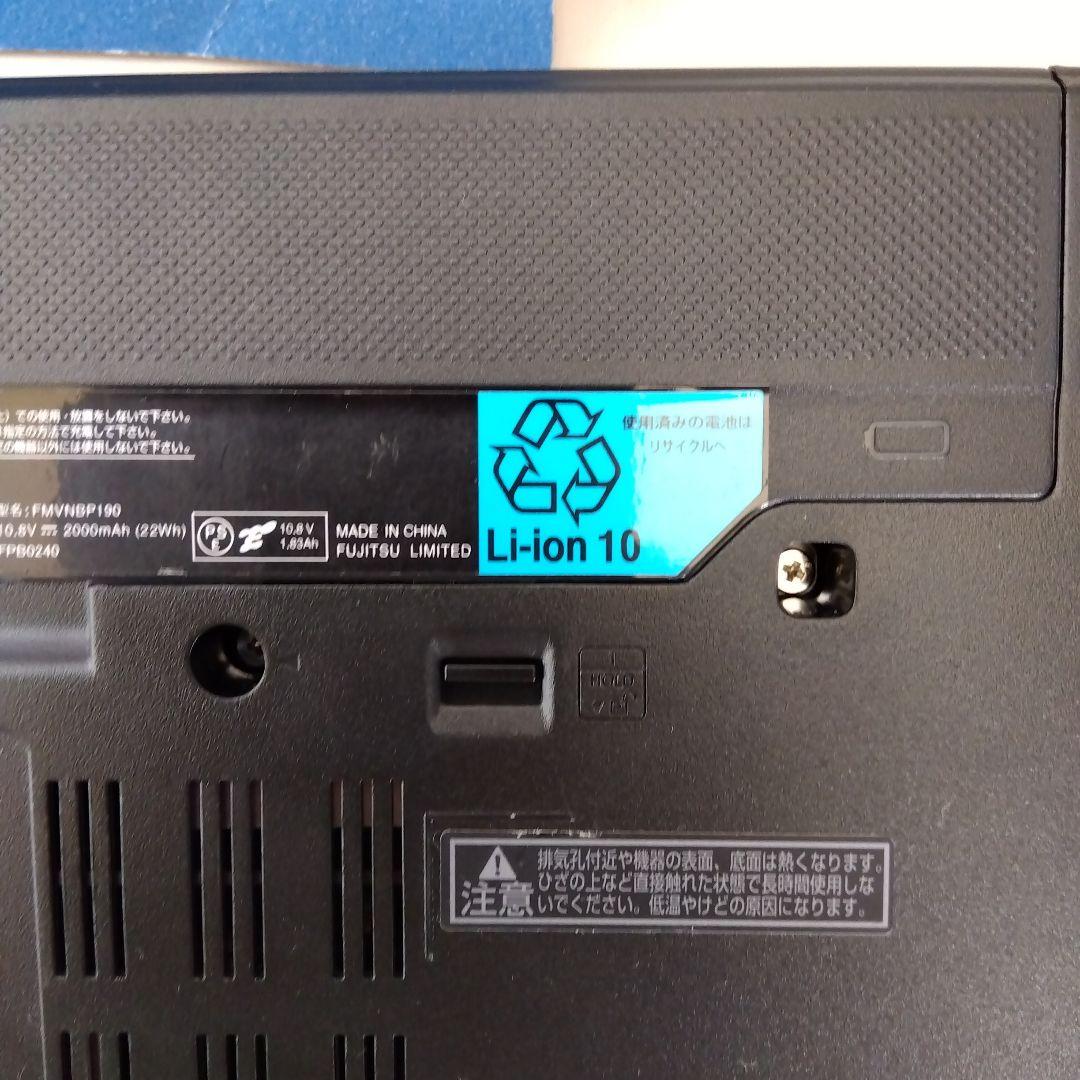 での使用・放置をしないで下さい。
指定の方法で充電して下さい。
の機器以外には使用しないで下さい。
型名:FMVNBP190
10.8V ⎓ 2000mAh (22Wh)
FPB0240
PS
E
10.8V
1.83Ah
MADE IN CHINA
FUJITSU LIMITED
使用済みの電池は
リサイクルへ
Li-ion 10
1
HOLD
注意
排気孔付近や機器の表面、底面は熱くなります。
ひざの上など直接触れた状態で長時間使用しな
いでください。低温やけどの原因になります。